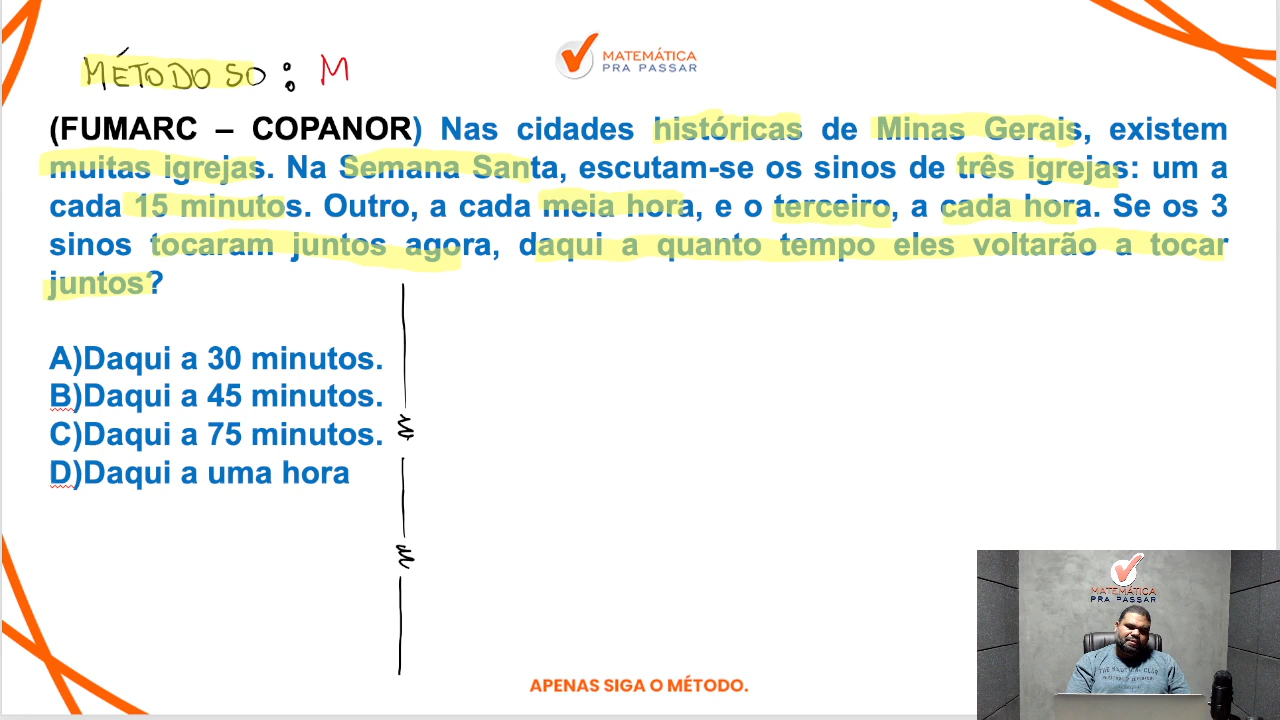 MÉTODO SO: M
MATEMÁTICA
PRA PASSAR
(FUMARC – COPANOR) Nas cidades históricas de Minas Gerais, existem
muitas igrejas. Na Semana Santa, escutam-se os sinos de três igrejas: um a
cada 15 minutos. Outro, a cada meia hora, e o terceiro, a cada hora. Se os 3
sinos tocaram juntos agora, daqui a quanto tempo eles voltarão a tocar
juntos?
A)Daqui a 30 minutos.
B)Daqui a 45 minutos.
C)Daqui a 75 minutos.
D)Daqui a uma hora
MATEMÁTICA
PRA PASSAR
APENAS SIGA O MÉTODO.